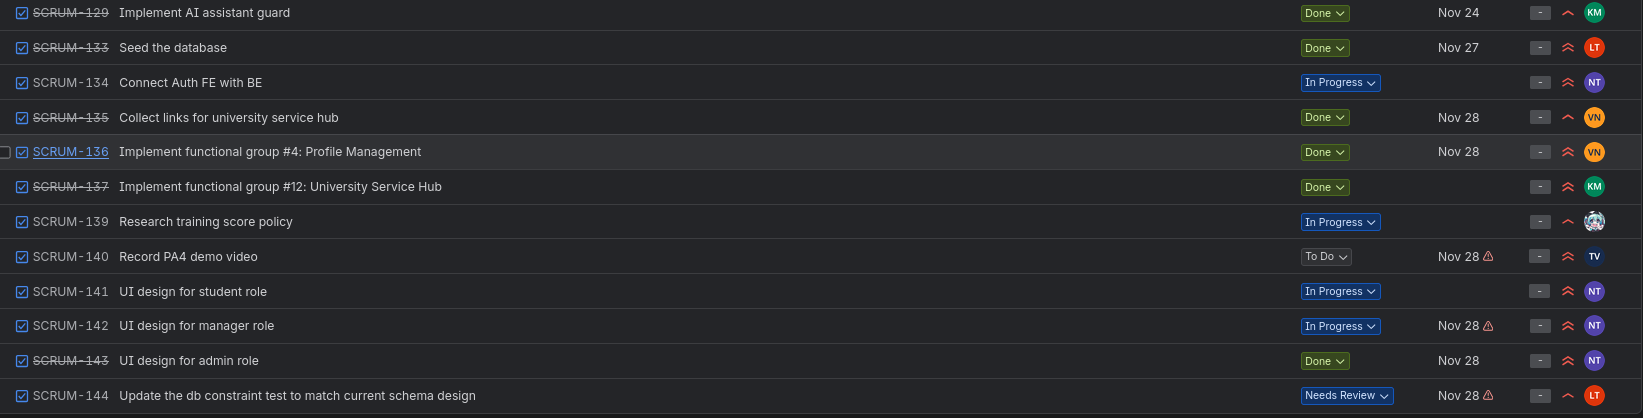 SCRUM-129 Implement AI assistant guard Done Nov 24 - KM
SCRUM-133 Seed the database Done Nov 27 - LT
SCRUM-134 Connect Auth FE with BE In Progress - NT
SCRUM-135 Collect links for university service hub Done Nov 28 - VN
SCRUM-136 Implement functional group #4: Profile Management Done Nov 28 - VN
SCRUM-137 Implement functional group #12: University Service Hub Done - KM
SCRUM-139 Research training score policy In Progress -
SCRUM-140 Record PA4 demo video To Do Nov 28 - TV
SCRUM-141 UI design for student role In Progress - NT
SCRUM-142 UI design for manager role In Progress Nov 28 - NT
SCRUM-143 UI design for admin role Done Nov 28 - NT
SCRUM-144 Update the db constraint test to match current schema design Needs Review Nov 28 - LT